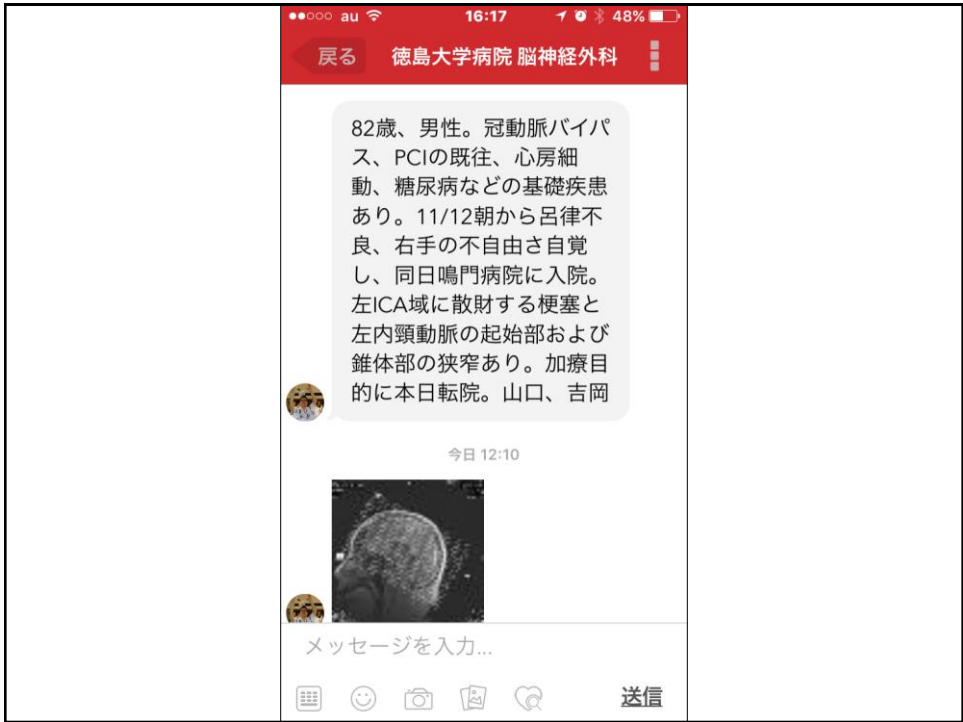 au 16:17 48%
戻る 徳島大学病院 脳神経外科
82歳、男性。冠動脈バイパ
ス、PCIの既往、心房細
動、糖尿病などの基礎疾患
あり。11/12朝から呂律不
良、右手の不自由さ自覚
し、同日鳴門病院に入院。
左ICA域に散財する梗塞と
左内頸動脈の起始部および
錐体部の狭窄あり。加療目
的に本日転院。山口、吉岡
今日 12:10
メッセージを入力...
送信